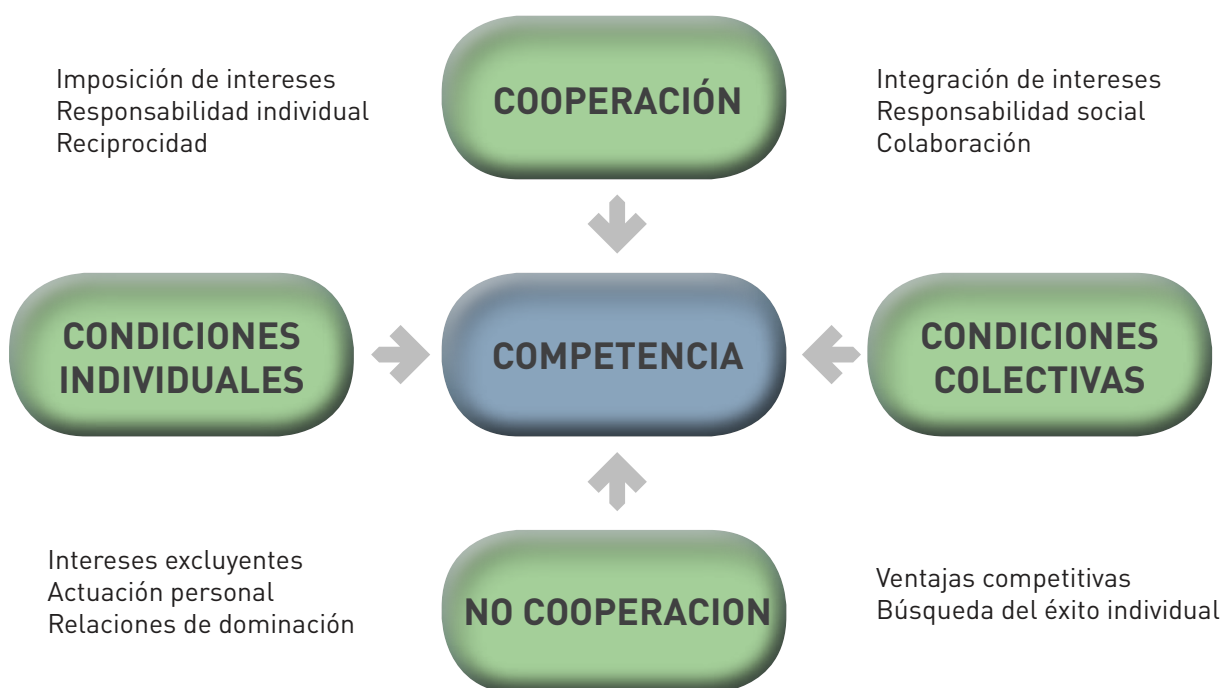 Imposición de intereses
Responsabilidad individual
Reciprocidad
COOPERACIÓN
Integración de intereses
Responsabilidad social
Colaboración
CONDICIONES
INDIVIDUALES
COMPETENCIA
CONDICIONES
COLECTIVAS
Intereses excluyentes
Actuación personal
Relaciones de dominación
NO COOPERACION
Ventajas competitivas
Búsqueda del éxito individual